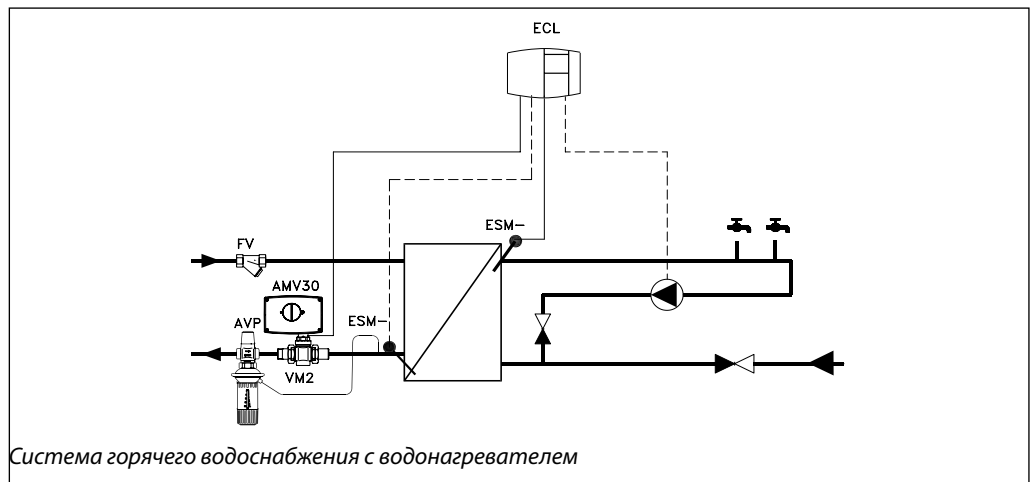 ECL
ESM-
FV
AMV30
AVP
ESM-
VM2
Система горячего водоснабжения с водонагревателем